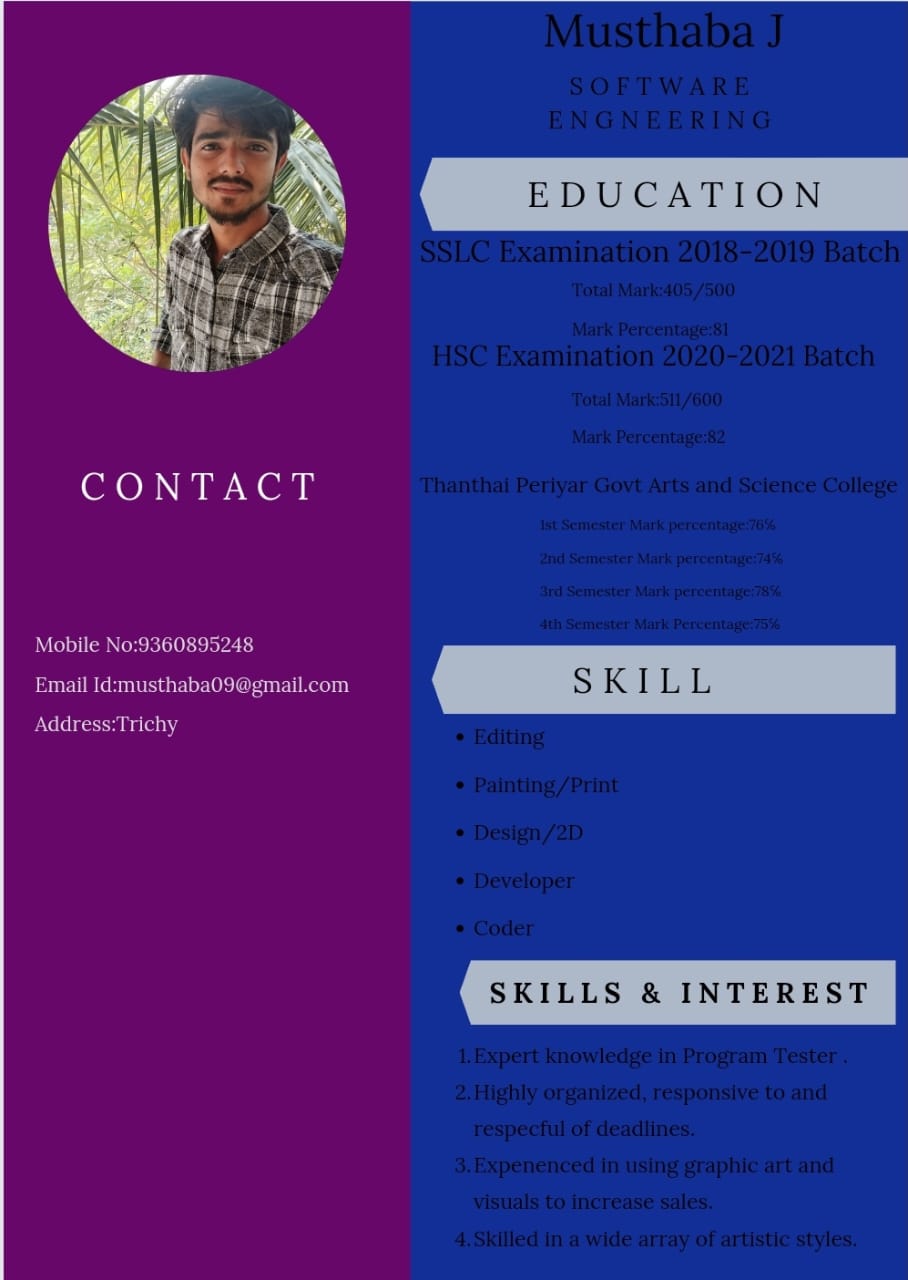 Musthaba J
SOFTWARE
ENGNEERING
EDUCATION
SSLC Examination 2018-2019 Batch
Total Mark:405/500
Mark Percentage:81
HSC Examination 2020-2021 Batch
Total Mark:511/600
Mark Percentage:82
Thanthai Periyar Govt Arts and Science College
1st Semester Mark percentage:76%
2nd Semester Mark percentage:74%
3rd Semester Mark percentage:78%
4th Semester Mark Percentage:75%
SKILL
• Editing
• Painting/Print
• Design/2D
• Developer
• Coder
SKILLS & INTEREST
1. Expert knowledge in Program Tester .
2. Highly organized, responsive to and
respecful of deadlines.
3. Expenenced in using graphic art and
visuals to increase sales.
4. Skilled in a wide array of artistic styles.
CONTACT
Mobile No:9360895248
Email Id:musthaba09@gmail.com
Address:Trichy